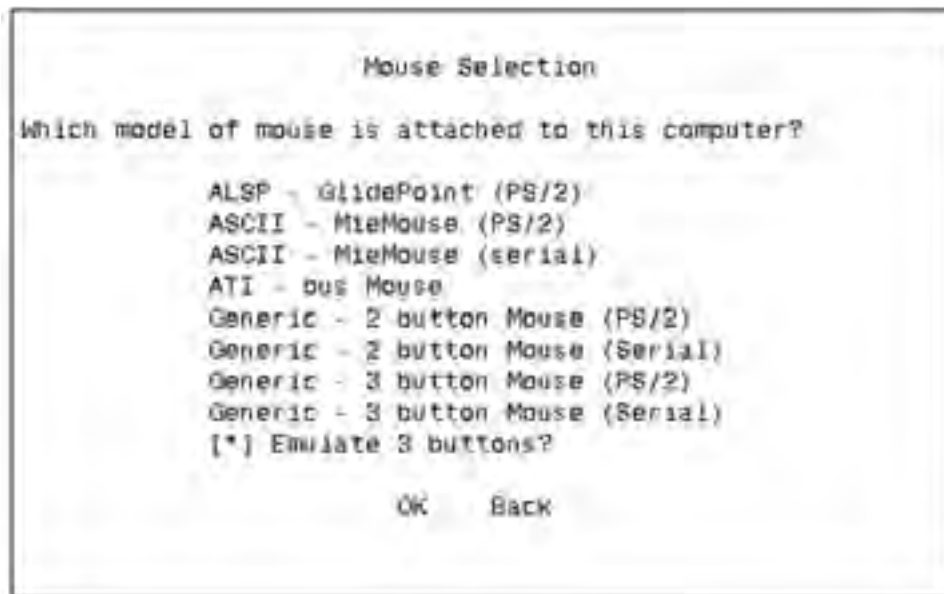 Mouse Selection
Which model of mouse is attached to this computer?
ALSP - GlidePoint (PS/2)
ASCII - MieMouse (PS/2)
ASCII - MieMouse (serial)
ATI - bus Mouse
Generic - 2 button Mouse (PS/2)
Generic - 2 button Mouse (Serial)
Generic - 3 button Mouse (PS/2)
Generic - 3 button Mouse (Serial)
[*] Emulate 3 buttons?
OK Back